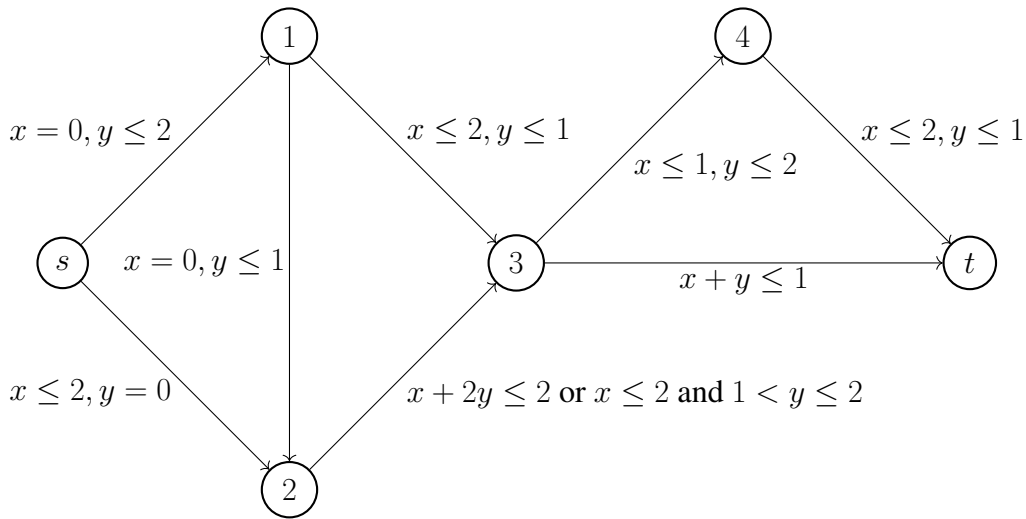 1
4
x = 0, y ≤ 2
x ≤ 2, y ≤ 1
x ≤ 2, y ≤ 1
x ≤ 1, y ≤ 2
s
x = 0, y ≤ 1
3
t
x + y ≤ 1
x ≤ 2, y = 0
x + 2y ≤ 2 or x ≤ 2 and 1 < y ≤ 2
2